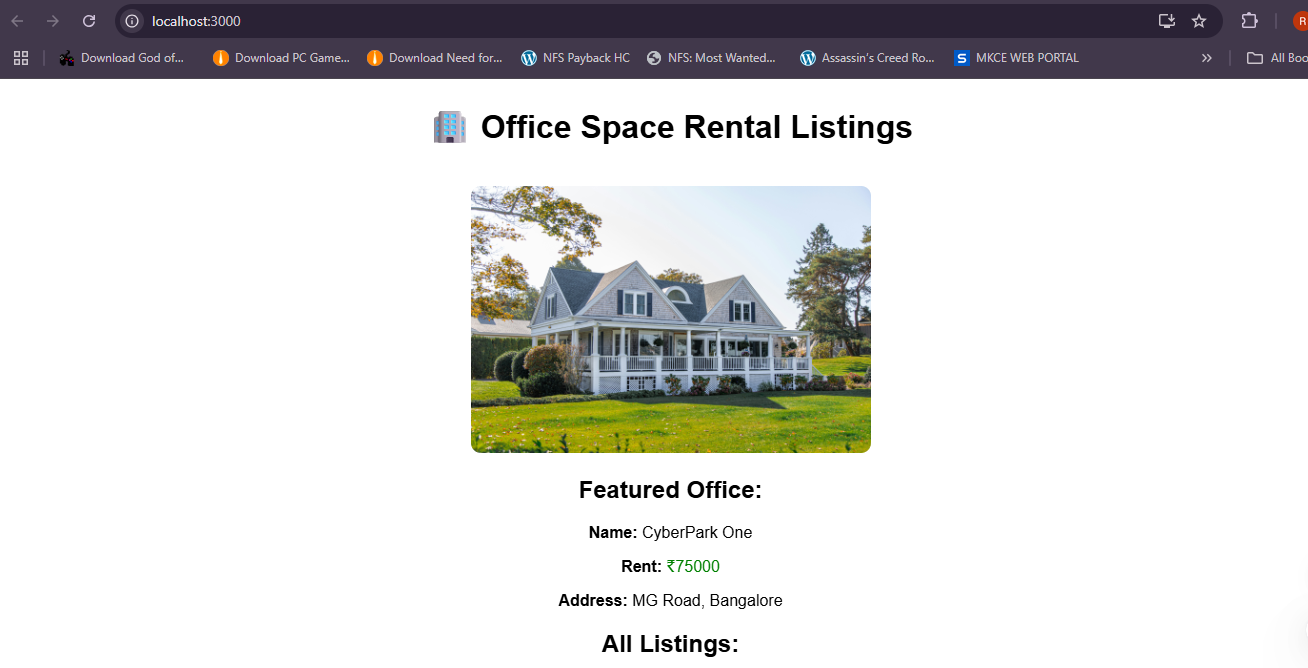 localhost:3000
R
Download God of... Download PC Game... Download Need for... NFS Payback HC NFS: Most Wanted... Assassin's Creed Ro... S MKCE WEB PORTAL » All Boo
Office Space Rental Listings
Featured Office:
Name: CyberPark One
Rent: ₹75000
Address: MG Road, Bangalore
All Listings: